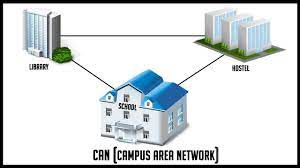 LIBRARY
HOSTEL
SCHOOL
CAN [CAMPUS AREA NETWORK]